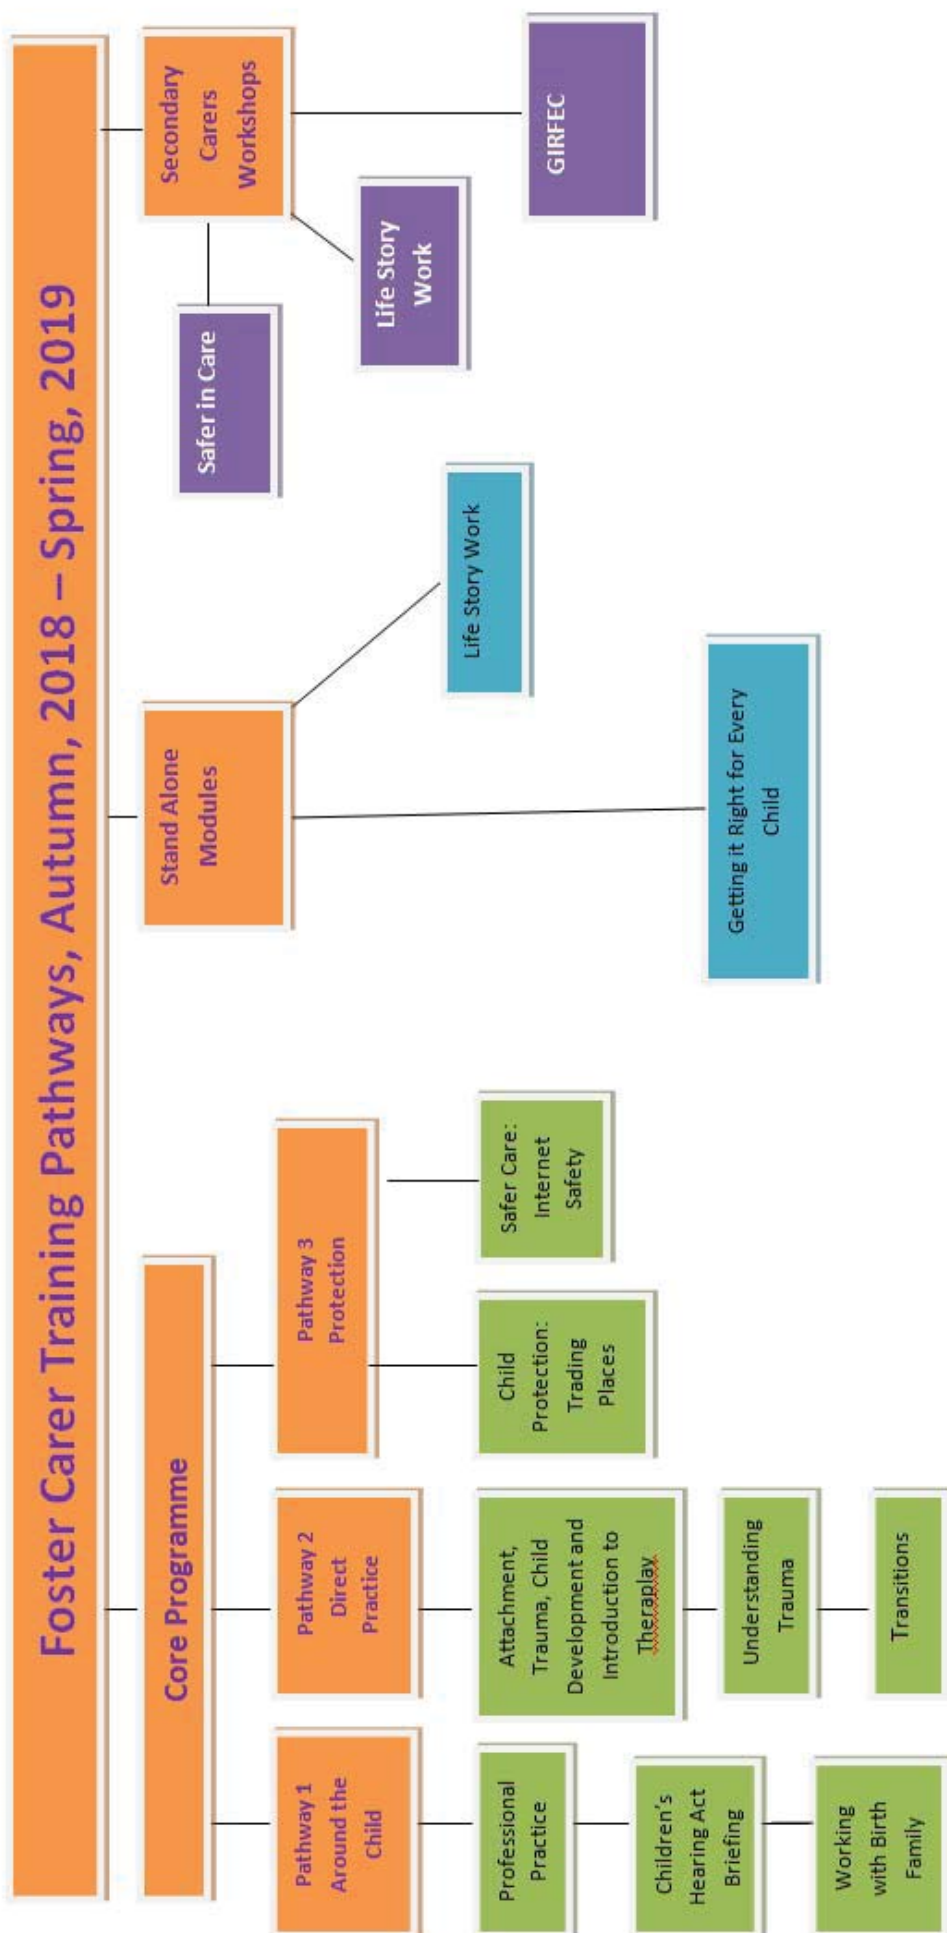 Foster Carer Training Pathways, Autumn, 2018 – Spring, 2019
Core Programme
Pathway 1
Around the
Child
Professional
Practice
Children’s
Hearing Act
Briefing
Working
with Birth
Family
Pathway 2
Direct
Practice
Attachment,
Trauma, Child
Development and
Introduction to
Theraplay
Understanding
Trauma
Transitions
Pathway 3
Protection
Child
Protection:
Trading
Places
Safer Care:
Internet
Safety
Stand Alone
Modules
Life Story Work
Getting it Right for Every
Child
Secondary
Carers
Workshops
Safer in Care
Life Story
Work
GIRFEC